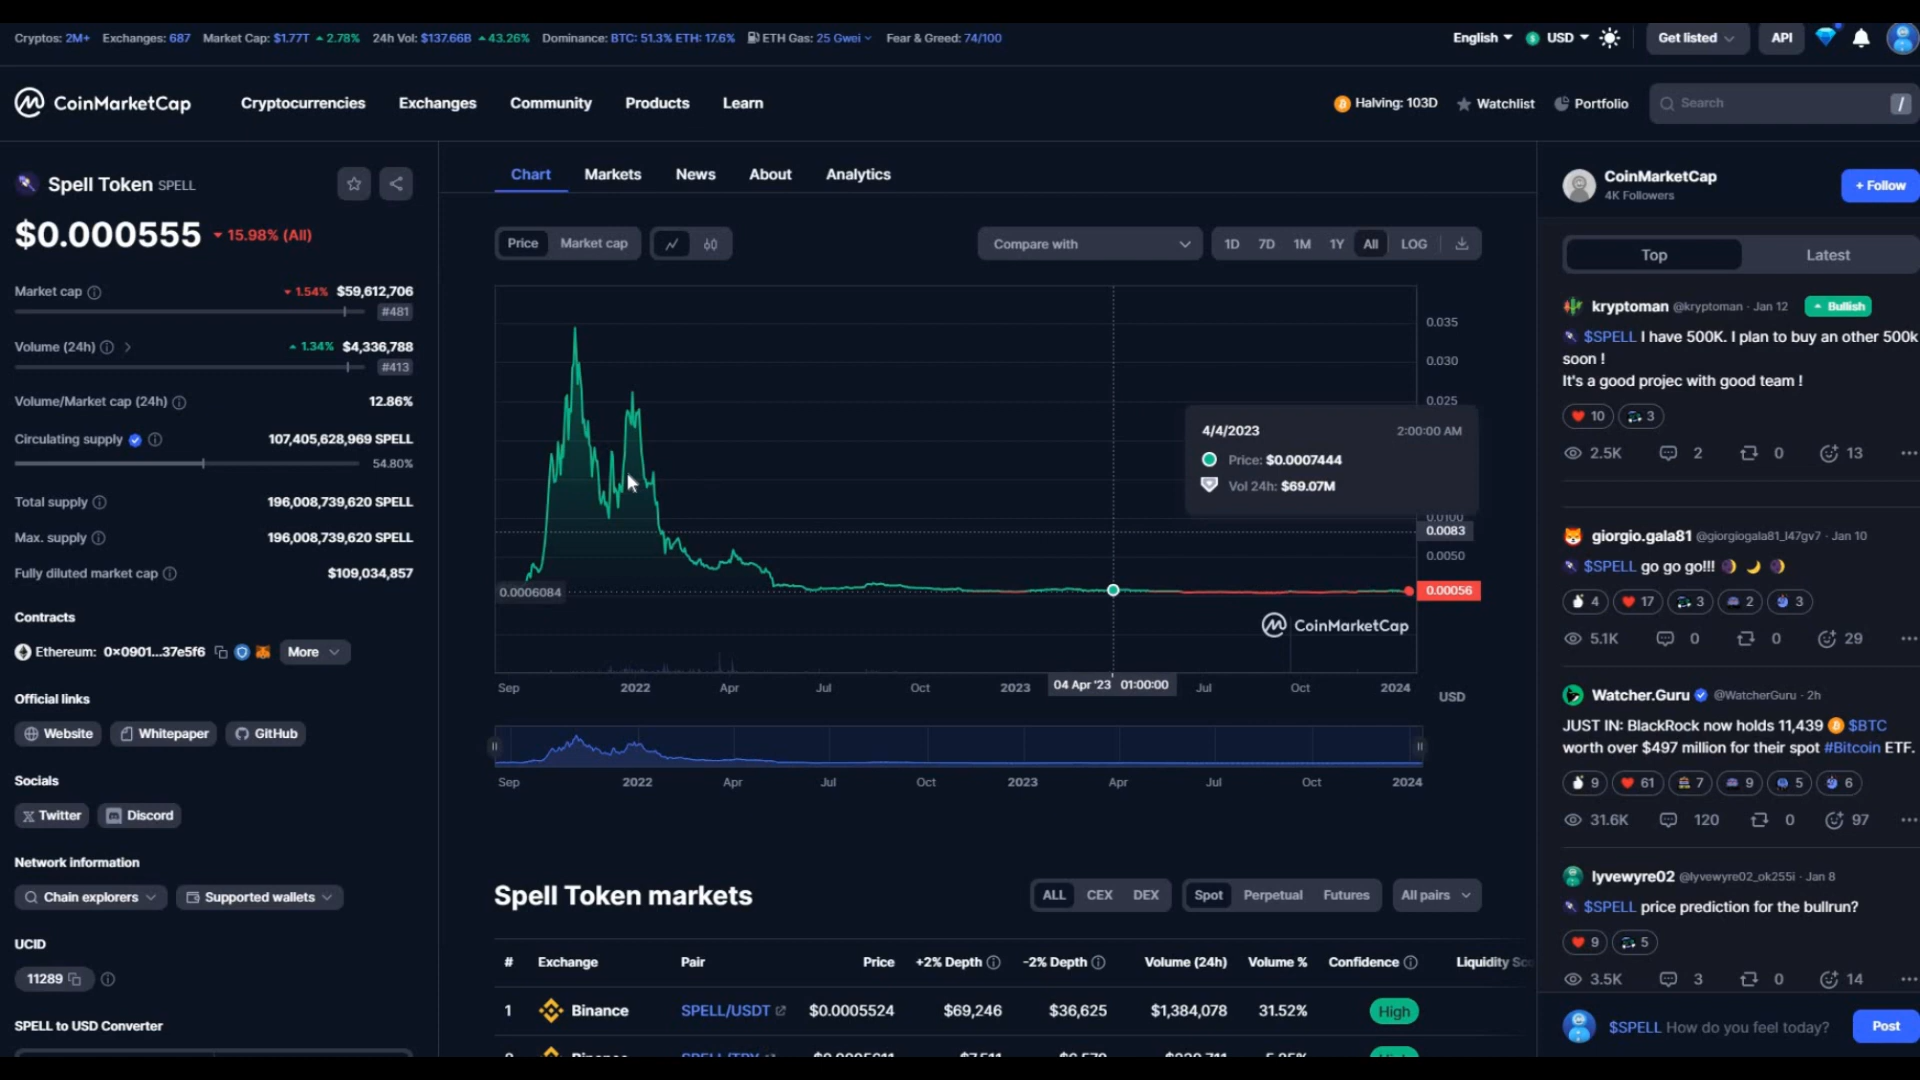 Cryptos: 2M+ Exchanges: 687 Market Cap: $1.77T 2.78% 24h Vol: $137.66B 43.26% Dominance: BTC: 51.3% ETH: 17.6% ETH Gas: 25 Gwei Fear & Greed: 74/100
English USD Get listed API
CoinMarketCap Cryptocurrencies Exchanges Community Products Learn
Halving: 103D Watchlist Portfolio Search /
Spell Token SPELL
$0.000555 15.98% (All)
Market cap 1.54% $59,612,706
#481
Volume (24h) 1.34% $4,336,788
#413
Volume/Market cap (24h) 12.86%
Circulating supply 107,405,628,969 SPELL
54.80%
Total supply 196,008,739,620 SPELL
Max. supply 196,008,739,620 SPELL
Fully diluted market cap $109,034,857
Contracts
Ethereum: 0x0901...37e5f6 More
Official links
Website Whitepaper GitHub
Socials
Twitter Discord
Network information
Chain explorers Supported wallets
UCID
11289
SPELL to USD Converter
Chart Markets News About Analytics
Price Market cap
Compare with 1D 7D 1M 1Y All LOG
0.035
0.030
0.025
4/4/2023 2:00:00 AM
Price: $0.0007444
Vol 24h: $69.07M
0.0100
0.0083
0.0050
0.0006084
0.00056
CoinMarketCap
Sep 2022 Apr Jul Oct 2023 04 Apr '23 01:00:00 Jul Oct 2024
USD
Sep 2022 Apr Jul Oct 2023 Apr Jul Oct 2024
Spell Token markets
ALL CEX DEX Spot Perpetual Futures All pairs
# Exchange Pair Price +2% Depth -2% Depth Volume (24h) Volume % Confidence Liquidity
1 Binance SPELL/USDT $0.0005524 $69,246 $36,625 $1,384,078 31.52% High
CoinMarketCap
4K Followers
+ Follow
Top Latest
kryptoman @kryptoman · Jan 12 Bullish
$SPELL I have 500K. I plan to buy an other 500k
soon !
It's a good projec with good team !
10 3
2.5K 2 0 13 ···
giorgio.gala81 @giorgiogala81_l47gv7 · Jan 10
$SPELL go go go!!!
4 17 3 2 3
5.1K 0 0 29 ···
Watcher.Guru @WatcherGuru · 2h
JUST IN: BlackRock now holds 11,439 $BTC
worth over $497 million for their spot #Bitcoin ETF.
9 61 7 9 5 6
31.6K 120 0 97 ···
lyvewyre02 @lyvewyre02_ok255i · Jan 8
$SPELL price prediction for the bullrun?
9 5
3.5K 3 0 14 ···
$SPELL How do you feel today? Post